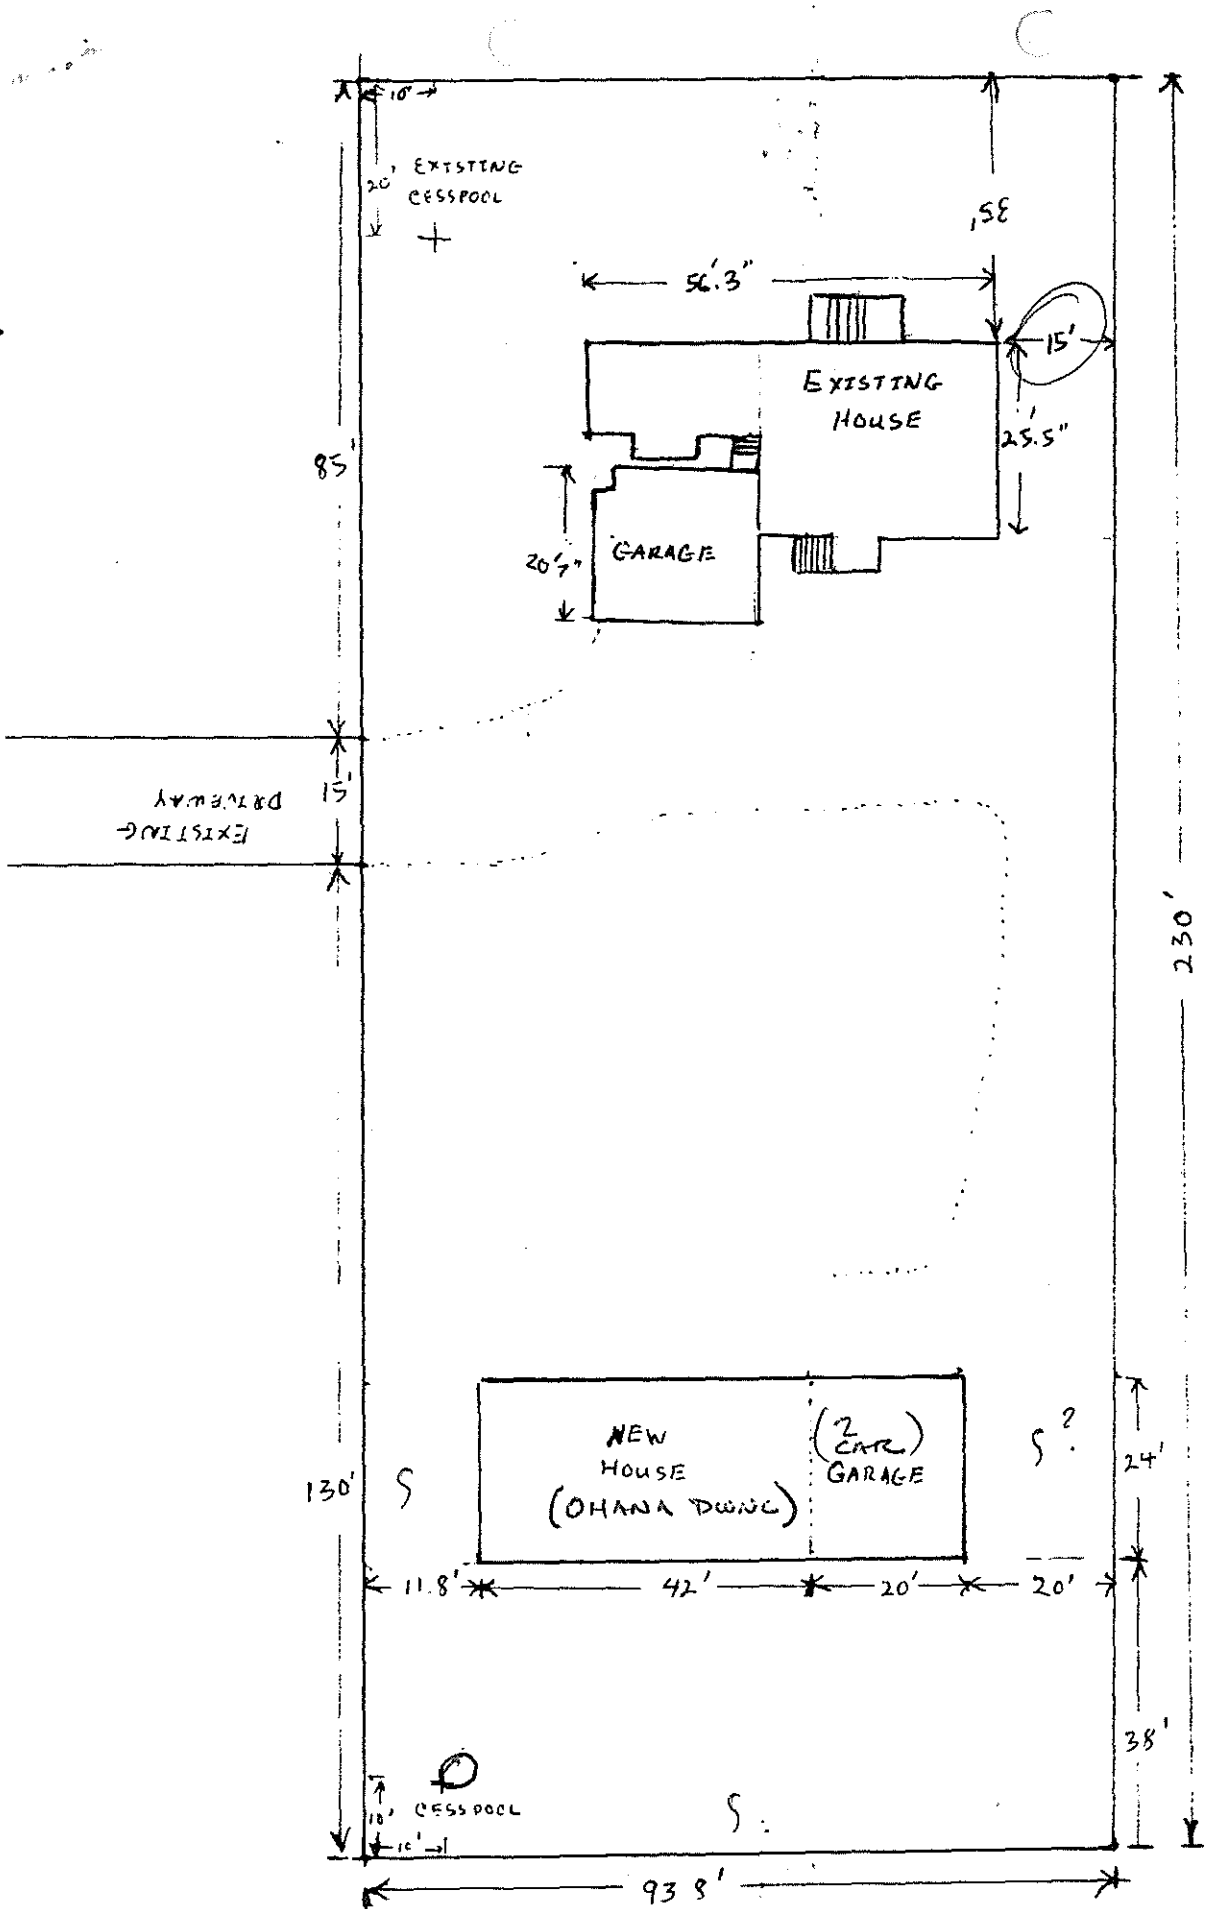 10'
20'
EXISTING
CESSPOOL
35'
56'.3"
15'
EXISTING
HOUSE
25'.5"
85'
20'7"
GARAGE
15'
EXISTING
DRIVEWAY
230'
NEW
HOUSE
(OHANA DWNG)
(2
CAR)
GARAGE
S
S ?
24'
130'
11.8'
42'
20'
20'
38'
10'
CESSPOOL
10'
S.
93 8'